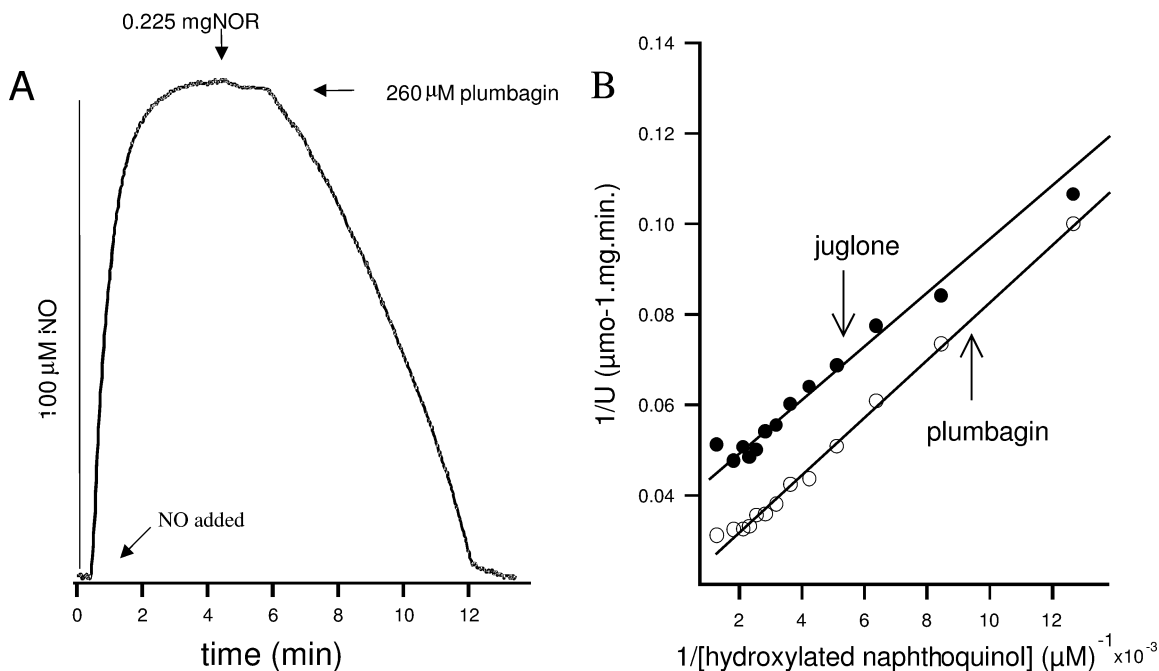 0.225 mgNOR
A
260 µM plumbagin
100 µM NO
NO added
0 2 4 6 8 10 12
time (min)
B
0.14
0.12
0.10
0.08
0.06
0.04
1/U (µmo-1.mg.min.)
juglone
plumbagin
2 4 6 8 10 12
1/[hydroxylated naphthoquinol] (µM)⁻¹ x10⁻³